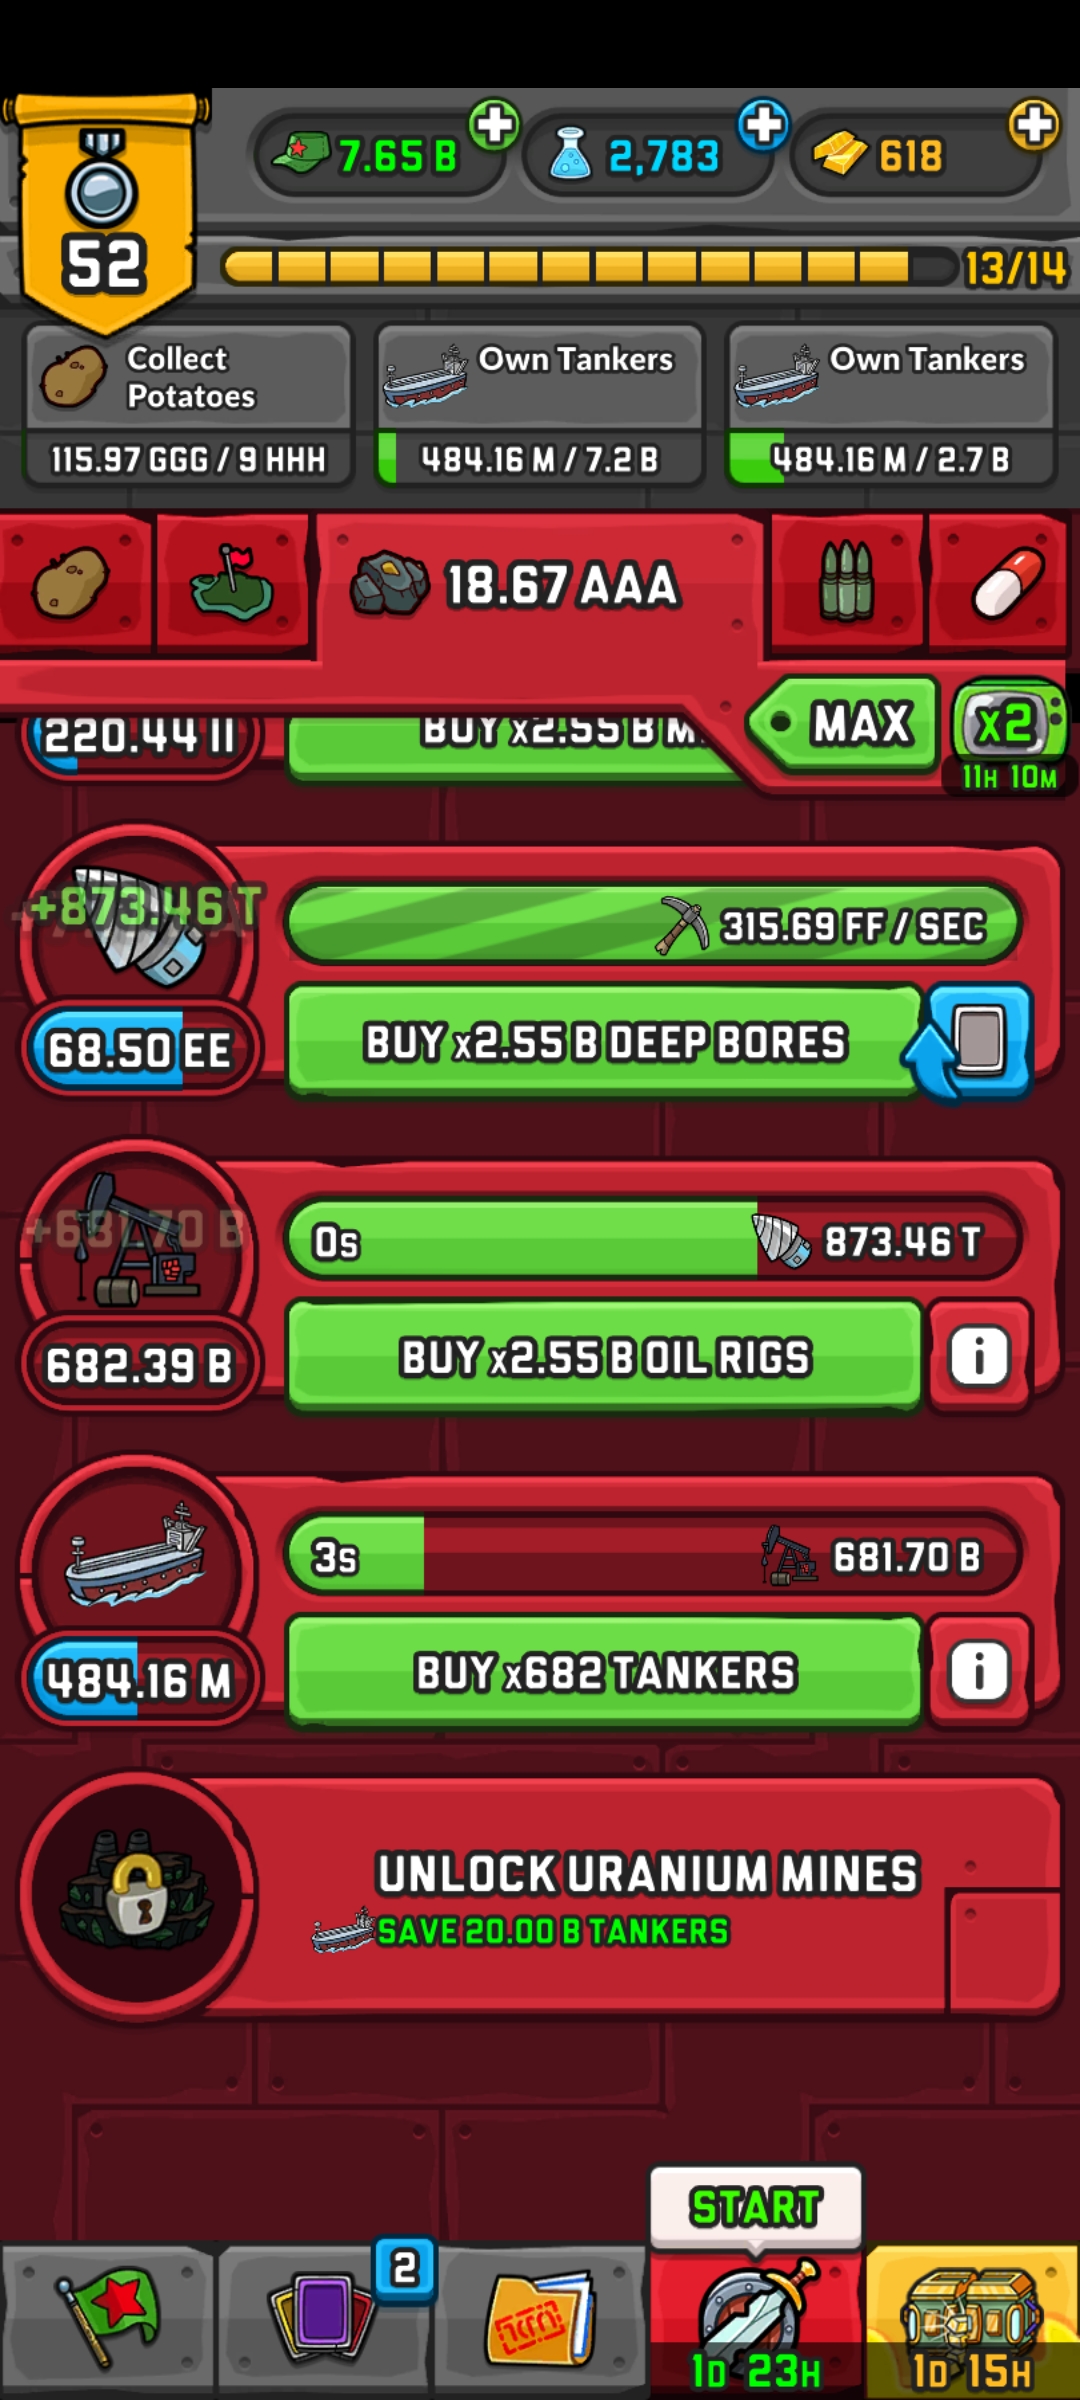 7.65 B
2,783
618
52
13/14
Collect
Potatoes
115.97 GGG / 9 HHH
Own Tankers
484.16 M / 7.2 B
Own Tankers
484.16 M / 2.7 B
18.67 AAA
MAX
x2
11H 10M
220.44 II
BUY x2.55 B
+873.46 T
315.69 FF / SEC
68.50 EE
BUY x2.55 B DEEP BORES
+681.70 B
0s
873.46 T
682.39 B
BUY x2.55 B OIL RIGS
i
3s
681.70 B
484.16 M
BUY x682 TANKERS
i
UNLOCK URANIUM MINES
SAVE 20.00 B TANKERS
START
2
1D 23H
1D 15H